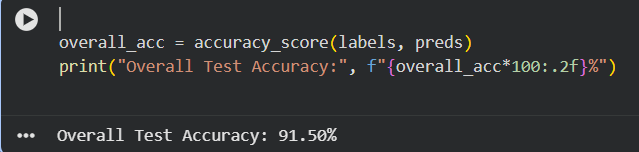 overall_acc = accuracy_score(labels, preds)
print("Overall Test Accuracy:", f"{overall_acc*100:.2f}%")
Overall Test Accuracy: 91.50%